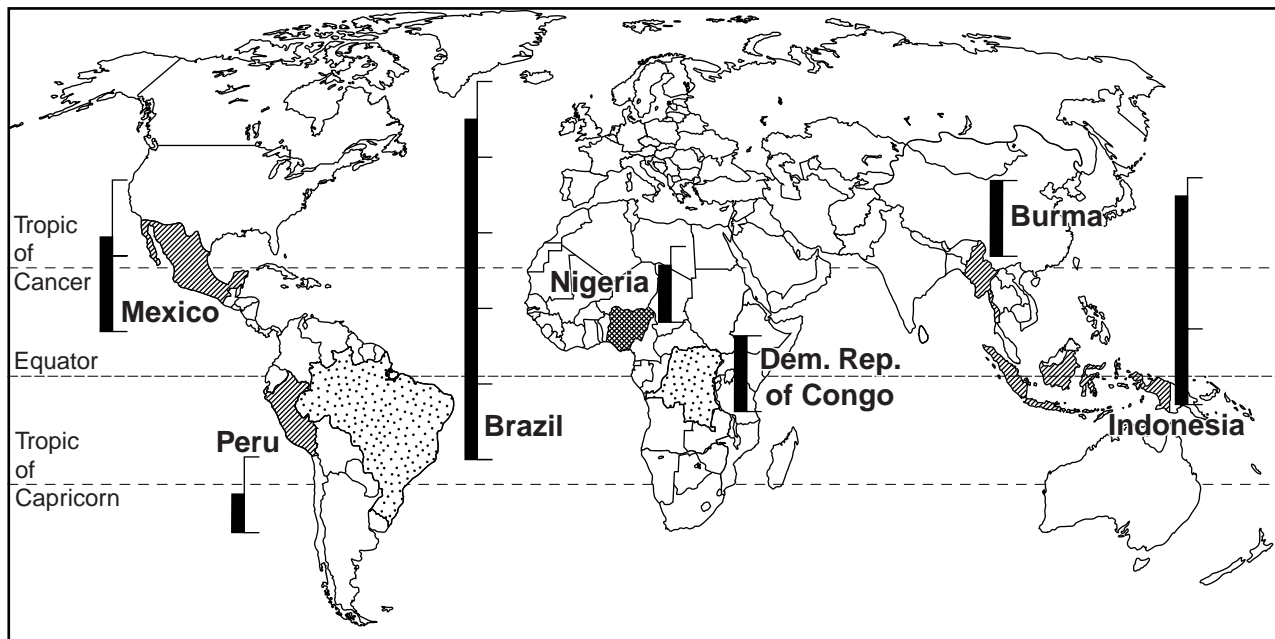 Tropic
of
Cancer
Mexico
Equator
Peru
Tropic
of
Capricorn
Brazil
Nigeria
Dem. Rep.
of Congo
Burma
Indonesia